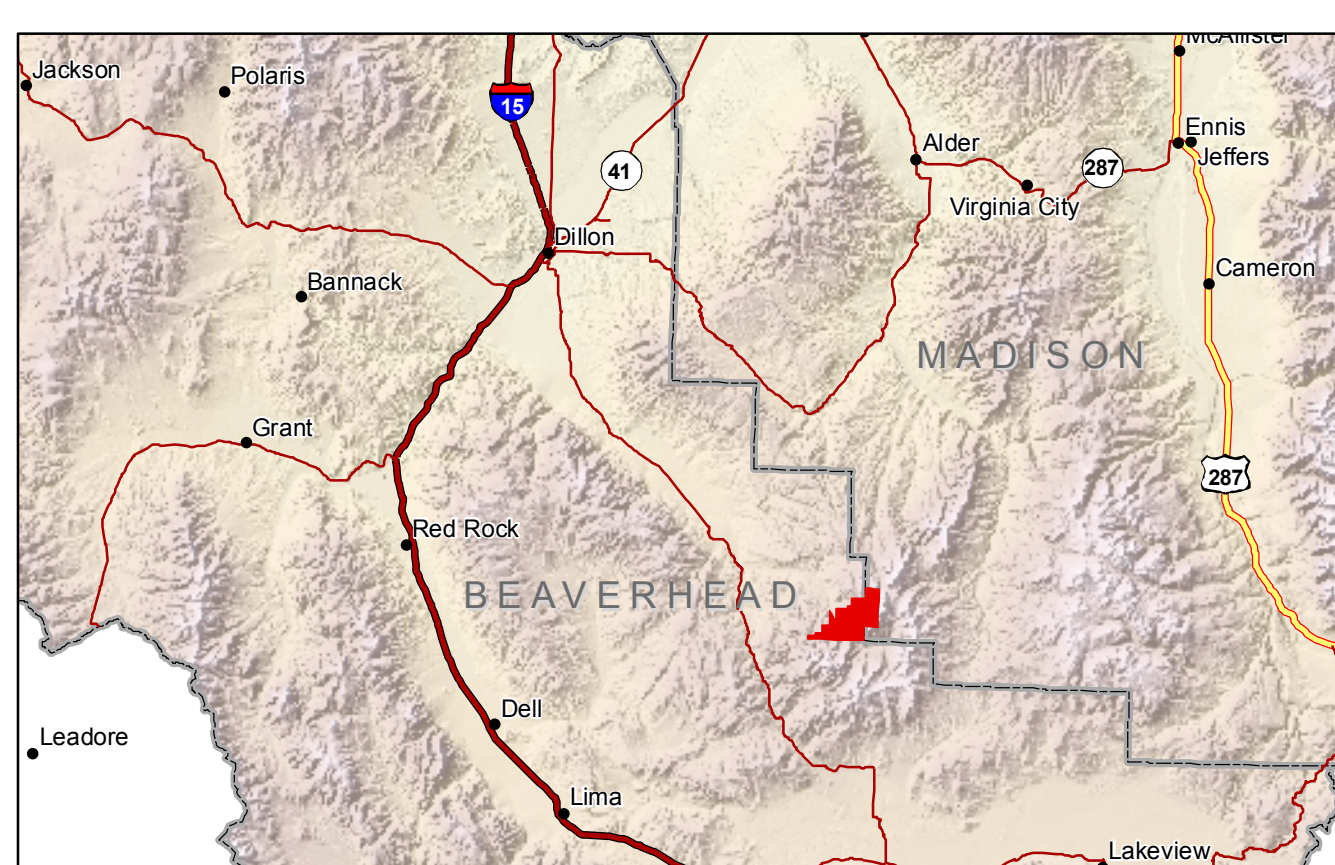 McAllister
Jackson
Polaris
15
Ennis
Alder
Jeffers
41
287
Virginia City
Dillon
Cameron
Bannack
MADISON
Grant
287
Red Rock
BEAVERHEAD
Dell
Leadore
Lima
Lakeview